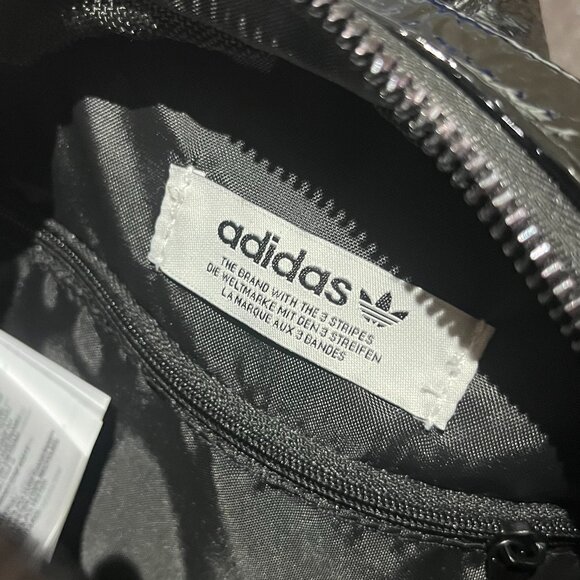 adidas
THE BRAND WITH THE 3 STRIPES
DIE WELTMARKE MIT DEN 3 STREIFEN
LA MARQUE AUX 3 BANDES